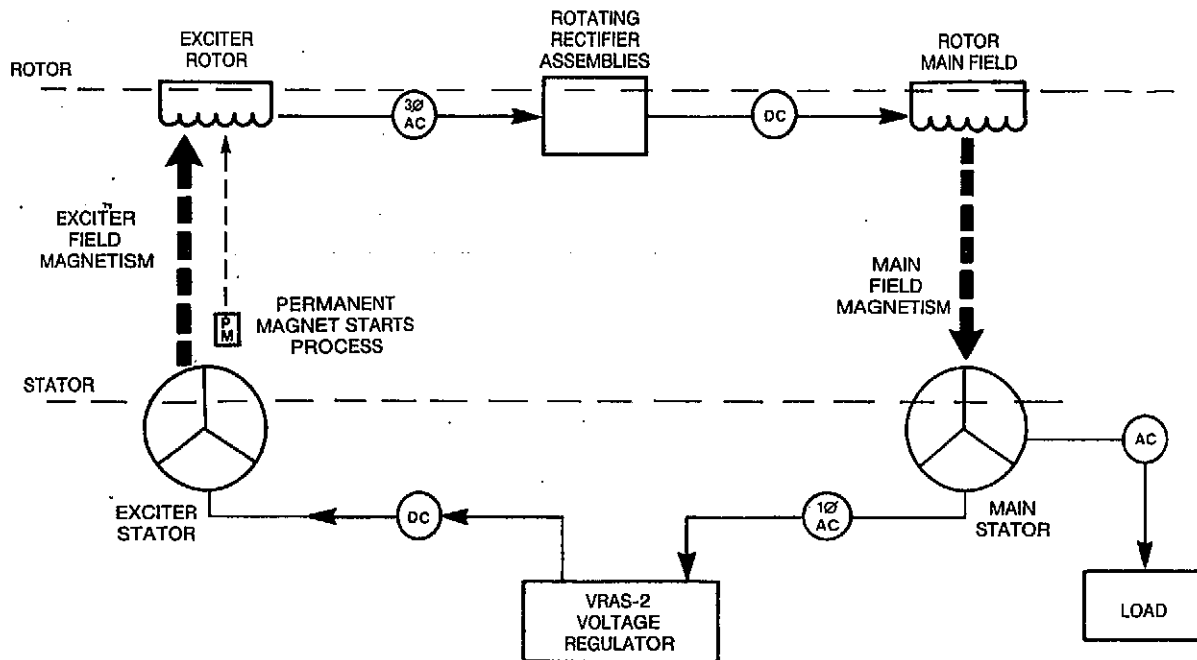 EXCITER
ROTOR
ROTATING
RECTIFIER
ASSEMBLIES
ROTOR
MAIN FIELD
ROTOR
3Ø
AC
DC
EXCITER
FIELD
MAGNETISM
P
M
PERMANENT
MAGNET STARTS
PROCESS
MAIN
FIELD
MAGNETISM
STATOR
AC
EXCITER
STATOR
DC
1Ø
AC
MAIN
STATOR
VRAS-2
VOLTAGE
REGULATOR
LOAD